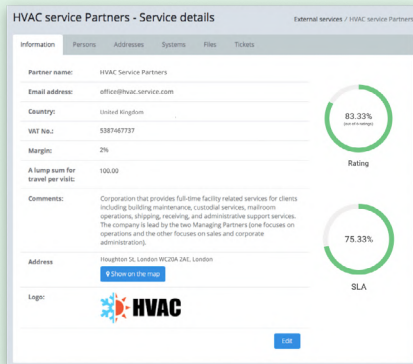 HVAC service Partners - Service details
External services / HVAC service Partners
Information Persons Addresses Systems Files Tickets
Partner name: HVAC Service Partners
Email address: office@hvac.service.com
Country: United Kingdom
VAT No.: 5387467737
Margin: 2%
A lump sum for travel per visit: 100.00
Comments: Corporation that provides full-time facility related services for clients
including building maintenance, custodial services, mailroom
operations, shipping, receiving, and administrative support services.
The company is lead by the two Managing Partners (one focuses on
operations and the other focuses on sales and corporate
administration).
Address Houghton St, London WC20A 2AC, London
Show on the map
Logo: HVAC
Edit
83.33%
Rating
75.33%
SLA